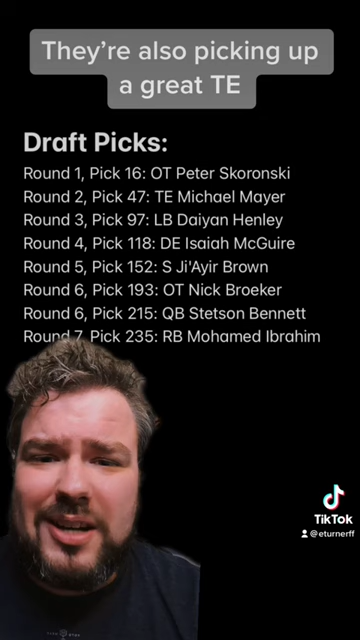 They’re also picking up
a great TE
Draft Picks:
Round 1, Pick 16: OT Peter Skoronski
Round 2, Pick 47: TE Michael Mayer
Round 3, Pick 97: LB Daiyan Henley
Round 4, Pick 118: DE Isaiah McGuire
Round 5, Pick 152: S Ji'Ayir Brown
Round 6, Pick 193: OT Nick Broeker
Round 6, Pick 215: QB Stetson Bennett
Round 7, Pick 235: RB Mohamed Ibrahim
TikTok
@eturnerff